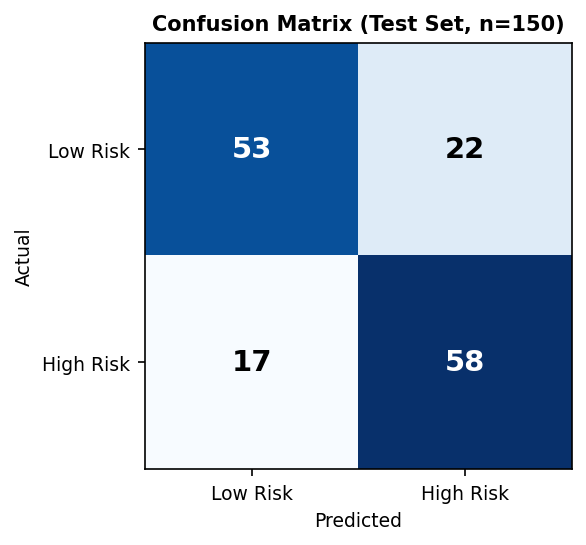 Confusion Matrix (Test Set, n=150)
Low Risk
53
22
Actual
High Risk
17
58
Low Risk
High Risk
Predicted